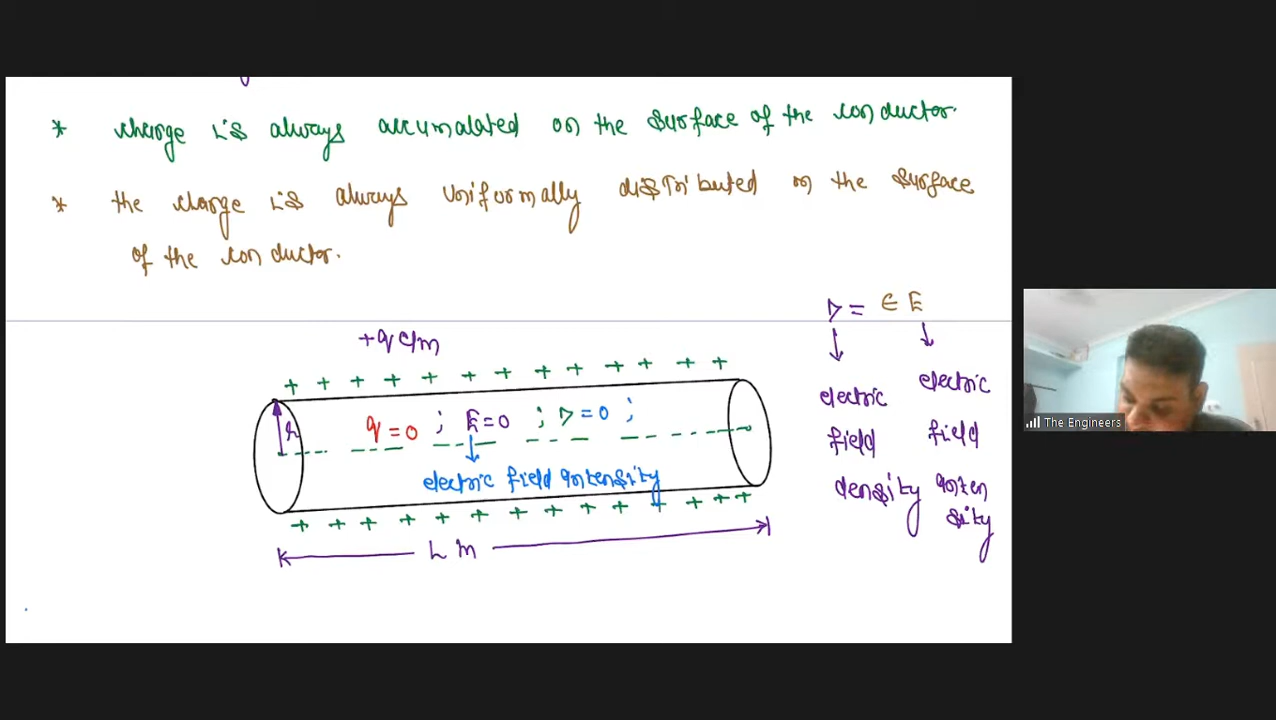 * charge is always accumalated on the surface of the conductor.
* the charge is always uniformally distributed on the surface
of the conductor.
D = ∈ E
+q c/m
electric field density
electric field intensity
+ + + + + + + + + + + + +
r
q = 0 ; E = 0 ; D = 0 ;
electric field intensity
+ + + + + + + + + + + + +
L m
The Engineers